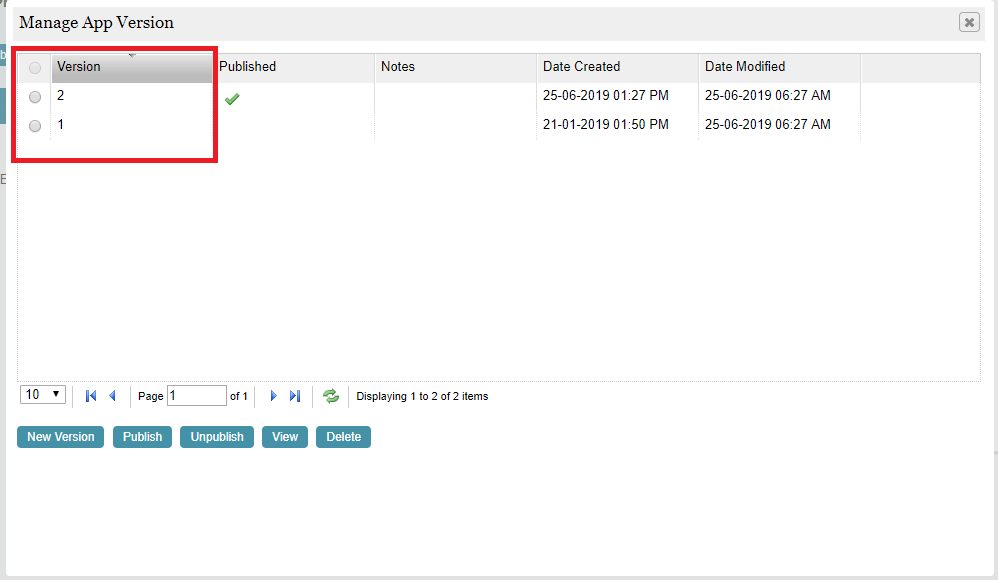 Manage App Version
Version Published Notes Date Created Date Modified
2 25-06-2019 01:27 PM 25-06-2019 06:27 AM
1 21-01-2019 01:50 PM 25-06-2019 06:27 AM
10 Page 1 of 1 Displaying 1 to 2 of 2 items
New Version Publish Unpublish View Delete